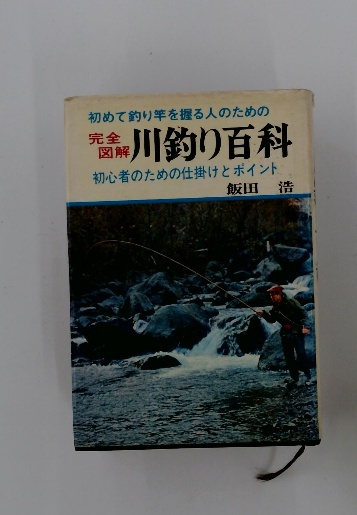 初めて釣り竿を握る人のための
完全図解 川釣り百科
初心者のための仕掛けとポイント
飯田 浩